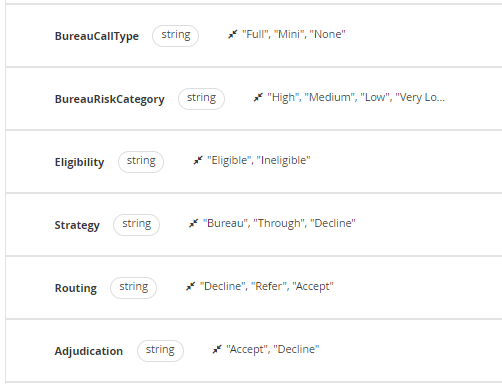 BureauCallType string "Full", "Mini", "None"
BureauRiskCategory string "High", "Medium", "Low", "Very Lo...
Eligibility string "Eligible", "Ineligible"
Strategy string "Bureau", "Through", "Decline"
Routing string "Decline", "Refer", "Accept"
Adjudication string "Accept", "Decline"